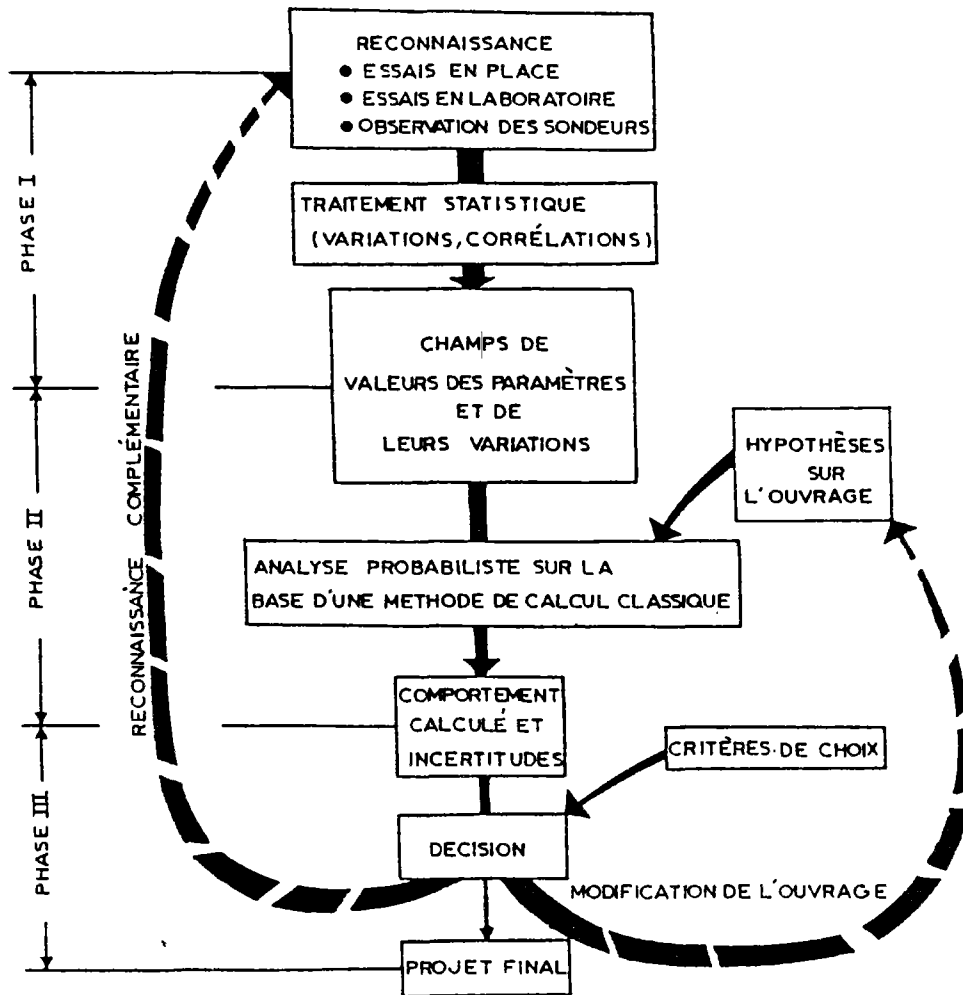 RECONNAISSANCE
• ESSAIS EN PLACE
• ESSAIS EN LABORATOIRE
• OBSERVATION DES SONDEURS
TRAITEMENT STATISTIQUE
(VARIATIONS, CORRÉLATIONS)
CHAMPS DE
VALEURS DES PARAMÈTRES
ET DE
LEURS VARIATIONS
HYPOTHÈSES
SUR
L'OUVRAGE
ANALYSE PROBABILISTE SUR LA
BASE D'UNE METHODE DE CALCUL CLASSIQUE
COMPORTEMENT
CALCULÉ ET
INCERTITUDES
CRITÈRES DE CHOIX
DECISION
MODIFICATION DE L'OUVRAGE
PROJET FINAL
PHASE I
PHASE II
PHASE III
RECONNAISSANCE COMPLÉMENTAIRE